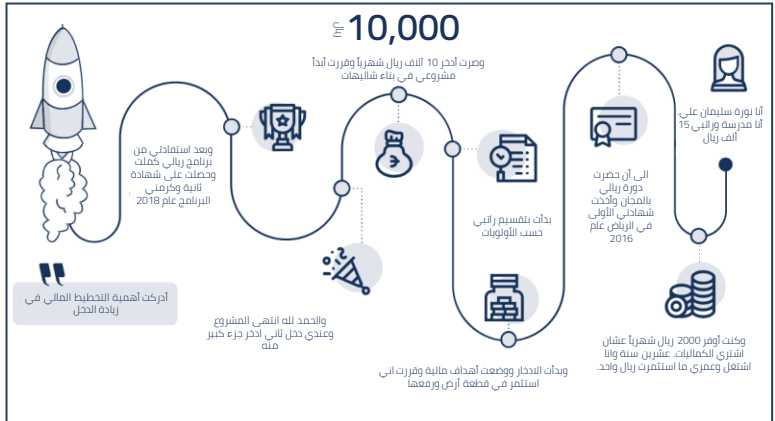 أنا نورة سليمان علي.
أنا مدرسة وراتبي 15
ألف ريال
وكنت أوفر 2000 ريال شهرياً عشان
اشتري الكماليات. عشرين سنة وانا
اشتغل وعمري ما استثمرت ريال واحد.
الى أن حضرت
دورة ريالي
بالمجان وأخذت
شهادتي الأولى
في الرياض عام
2016
بدأت بتقسيم راتبي
حسب الأولويات
وبدأت الادخار ووضعت أهداف مالية وقررت اني
استثمر في قطعة أرض ورفعها
10,000
وصرت أدخر 10 آلاف ريال شهرياً وقررت أبدأ
مشروعي في بناء شاليهات
والحمد لله انتهى المشروع
وعندي دخل ثاني ادخر جزء كبير
منه
وبعد استفادتي من
برنامج ريالي كملت
وحصلت على شهادة
ثانية وكرمني
البرنامج عام 2018
أدركت أهمية التخطيط المالي في
زيادة الدخل